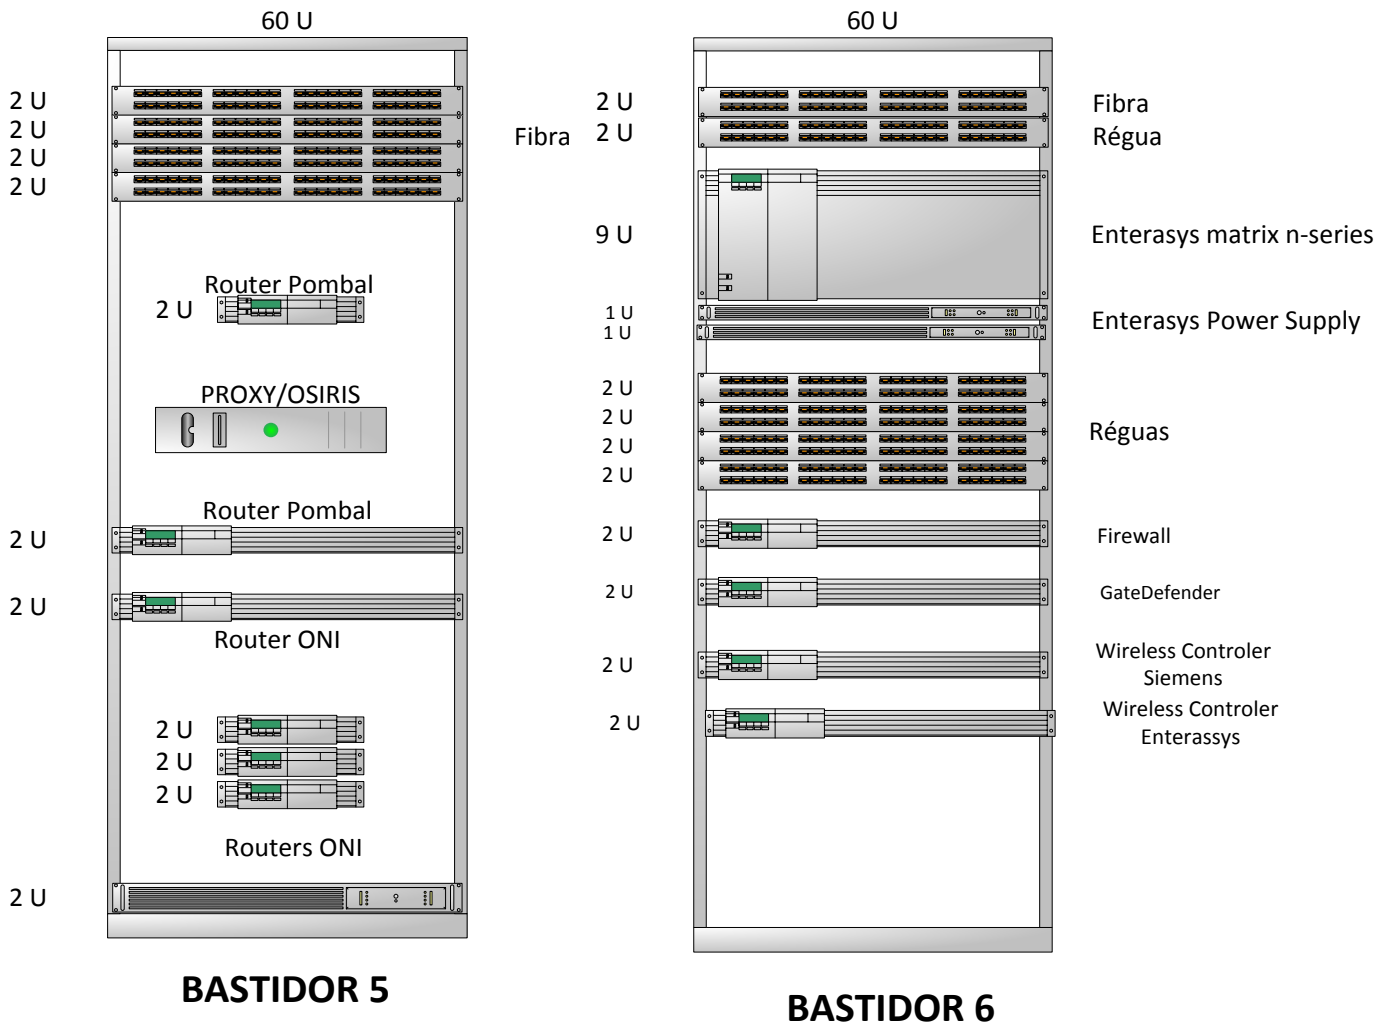 60 U
2 U
2 U
2 U
2 U
Fibra
Router Pombal
2 U
PROXY/OSIRIS
Router Pombal
2 U
2 U
Router ONI
2 U
2 U
2 U
Routers ONI
2 U
BASTIDOR 5
60 U
2 U
Fibra
2 U
Régua
9 U
Enterasys matrix n-series
1 U
1 U
Enterasys Power Supply
2 U
2 U
2 U
2 U
Réguas
2 U
Firewall
2 U
GateDefender
2 U
Wireless Controler
Siemens
2 U
Wireless Controler
Enterassys
BASTIDOR 6